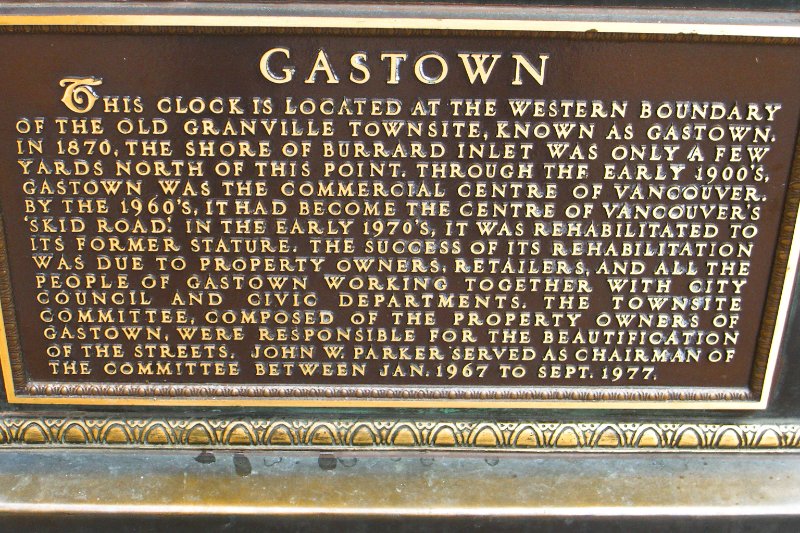 GASTOWN
THIS CLOCK IS LOCATED AT THE WESTERN BOUNDARY
OF THE OLD GRANVILLE TOWNSITE, KNOWN AS GASTOWN.
IN 1870, THE SHORE OF BURRARD INLET WAS ONLY A FEW
YARDS NORTH OF THIS POINT. THROUGH THE EARLY 1900'S,
GASTOWN WAS THE COMMERCIAL CENTRE OF VANCOUVER.
BY THE 1960'S, IT HAD BECOME THE CENTRE OF VANCOUVER'S
'SKID ROAD'. IN THE EARLY 1970'S, IT WAS REHABILITATED TO
ITS FORMER STATURE. THE SUCCESS OF ITS REHABILITATION
WAS DUE TO PROPERTY OWNERS, RETAILERS, AND ALL THE
PEOPLE OF GASTOWN WORKING TOGETHER WITH CITY
COUNCIL AND CIVIC DEPARTMENTS. THE TOWNSITE
COMMITTEE, COMPOSED OF THE PROPERTY OWNERS OF
GASTOWN, WERE RESPONSIBLE FOR THE BEAUTIFICATION
OF THE STREETS. JOHN W. PARKER SERVED AS CHAIRMAN OF
THE COMMITTEE BETWEEN JAN. 1967 TO SEPT. 1977.